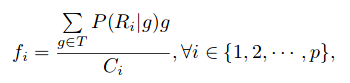 f_i = \frac{\sum_{g \in T} P(R_i|g)g}{C_i}, \forall i \in \{1, 2, \cdots, p\},